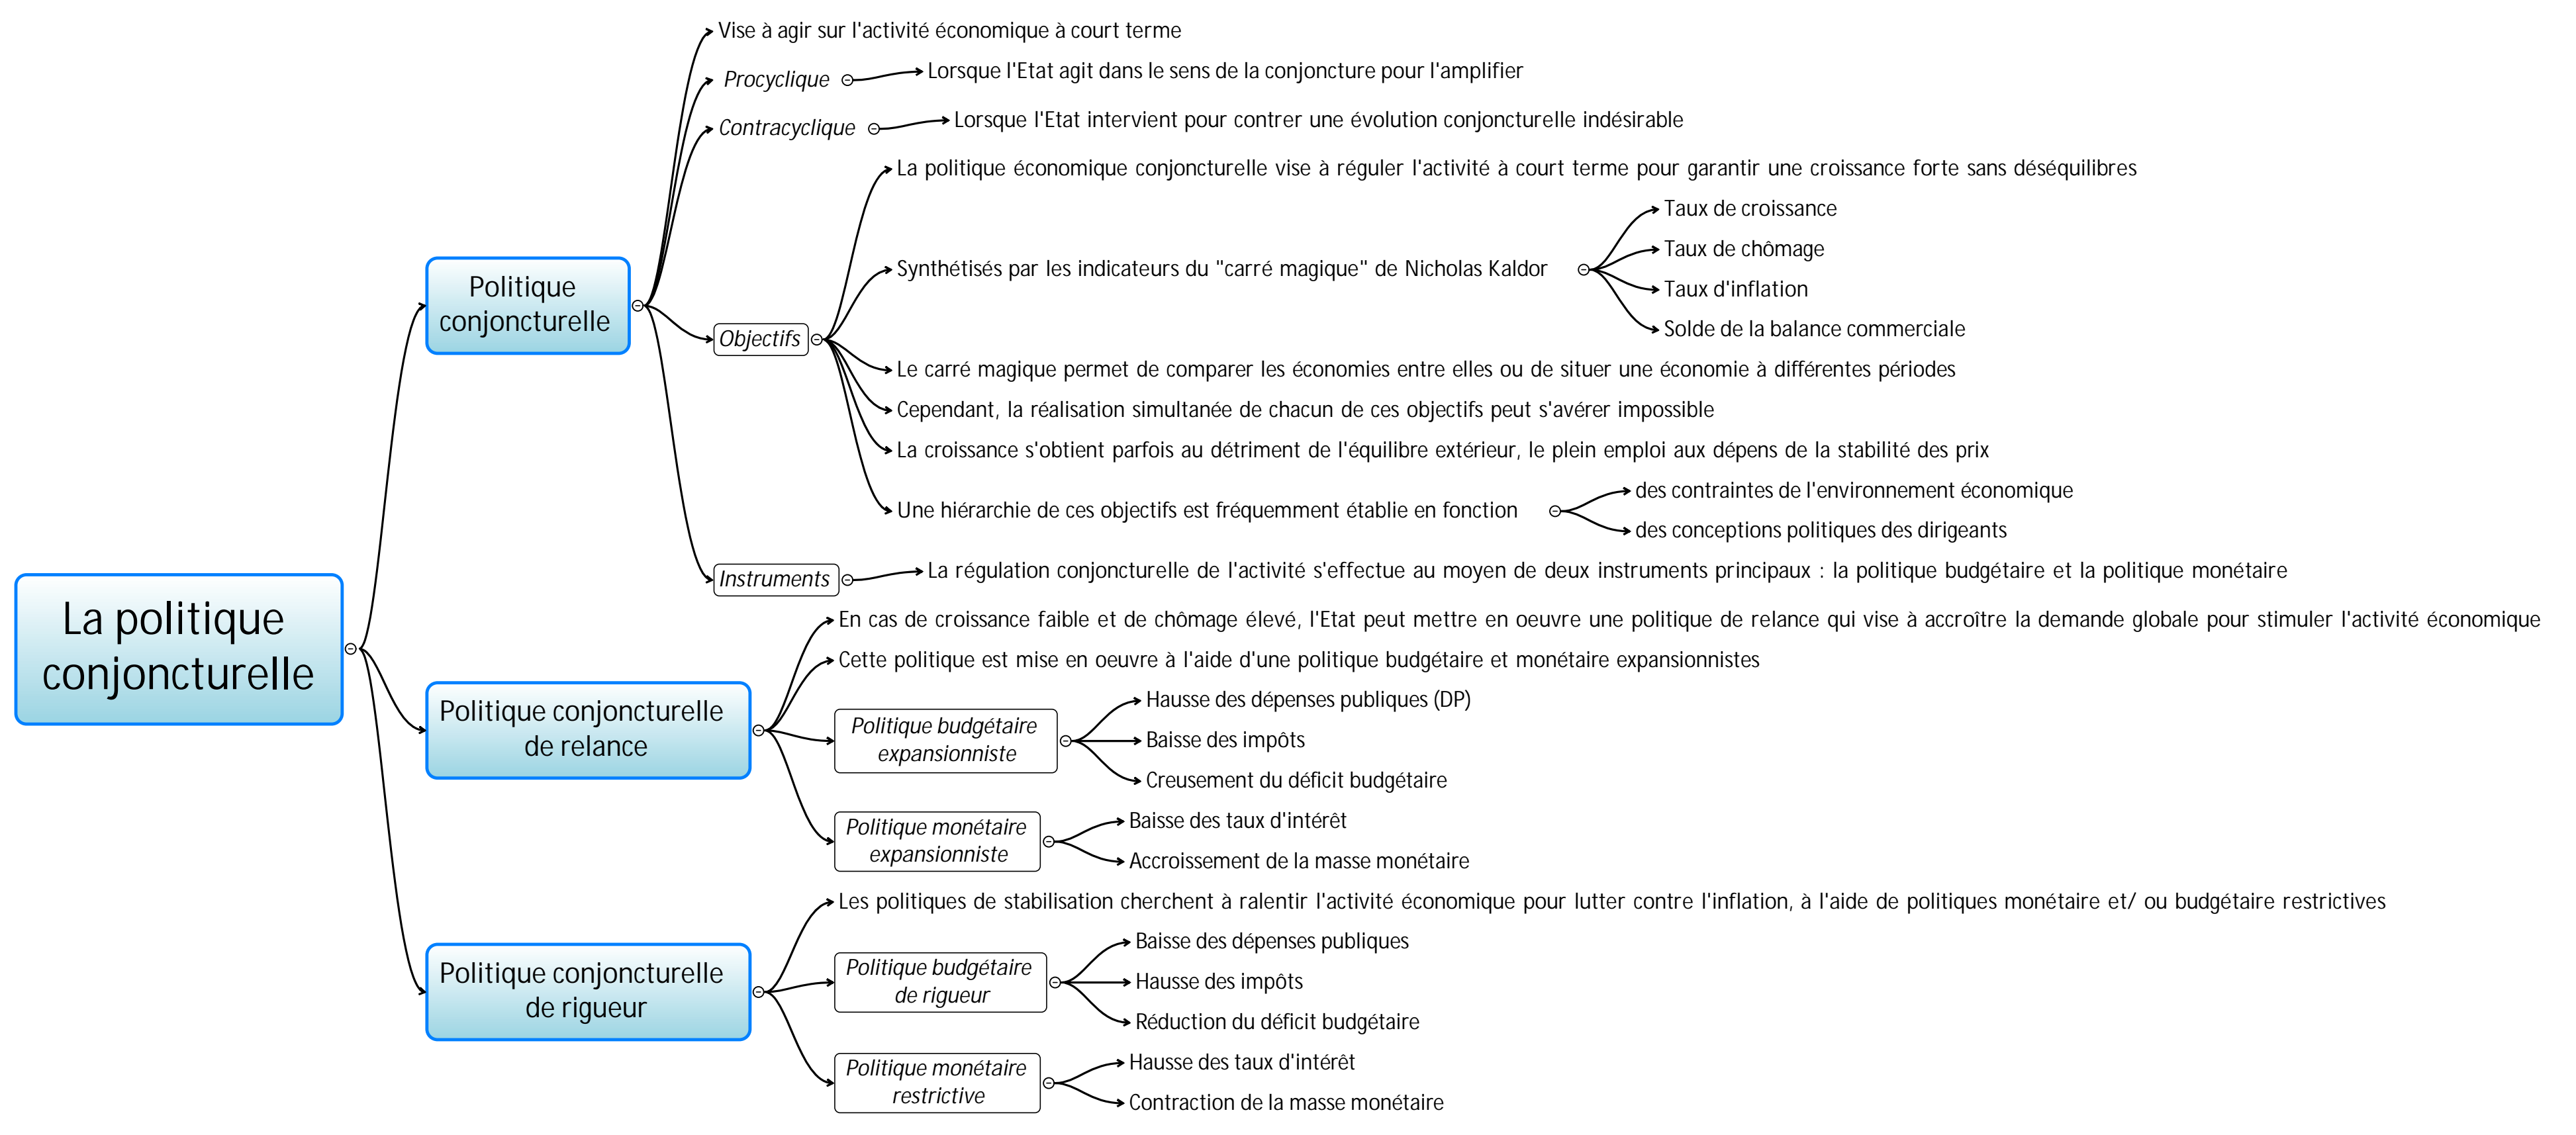 La politique
conjoncturelle
Politique
conjoncturelle
Vise à agir sur l'activité économique à court terme
Procyclique
Lorsque l'Etat agit dans le sens de la conjoncture pour l'amplifier
Contracyclique
Lorsque l'Etat intervient pour contrer une évolution conjoncturelle indésirable
Objectifs
La politique économique conjoncturelle vise à réguler l'activité à court terme pour garantir une croissance forte sans déséquilibres
Synthétisés par les indicateurs du "carré magique" de Nicholas Kaldor
Taux de croissance
Taux de chômage
Taux d'inflation
Solde de la balance commerciale
Le carré magique permet de comparer les économies entre elles ou de situer une économie à différentes périodes
Cependant, la réalisation simultanée de chacun de ces objectifs peut s'avérer impossible
La croissance s'obtient parfois au détriment de l'équilibre extérieur, le plein emploi aux dépens de la stabilité des prix
Une hiérarchie de ces objectifs est fréquemment établie en fonction
des contraintes de l'environnement économique
des conceptions politiques des dirigeants
Instruments
La régulation conjoncturelle de l'activité s'effectue au moyen de deux instruments principaux : la politique budgétaire et la politique monétaire
Politique conjoncturelle
de relance
En cas de croissance faible et de chômage élevé, l'Etat peut mettre en oeuvre une politique de relance qui vise à accroître la demande globale pour stimuler l'activité économique
Cette politique est mise en oeuvre à l'aide d'une politique budgétaire et monétaire expansionnistes
Politique budgétaire
expansionniste
Hausse des dépenses publiques (DP)
Baisse des impôts
Creusement du déficit budgétaire
Politique monétaire
expansionniste
Baisse des taux d'intérêt
Accroissement de la masse monétaire
Politique conjoncturelle
de rigueur
Les politiques de stabilisation cherchent à ralentir l'activité économique pour lutter contre l'inflation, à l'aide de politiques monétaire et/ ou budgétaire restrictives
Politique budgétaire
de rigueur
Baisse des dépenses publiques
Hausse des impôts
Réduction du déficit budgétaire
Politique monétaire
restrictive
Hausse des taux d'intérêt
Contraction de la masse monétaire